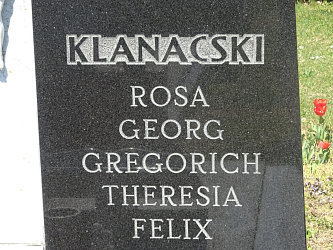 KLANACSKI
ROSA
GEORG
GREGORICH
THERESIA
FELIX